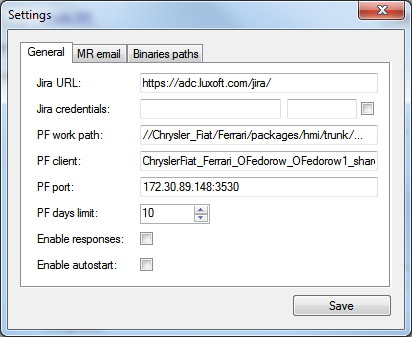 Settings
General MR email Binaries paths
Jira URL: https://adc.luxoft.com/jira/
Jira credentials:
PF work path: //Chrysler_Fiat/Ferrari/packages/hmi/trunk/...
PF client: ChryslerFiat_Ferrari_OFedorow_OFedorow1_share
PF port: 172.30.89.148:3530
PF days limit: 10
Enable responses:
Enable autostart:
Save